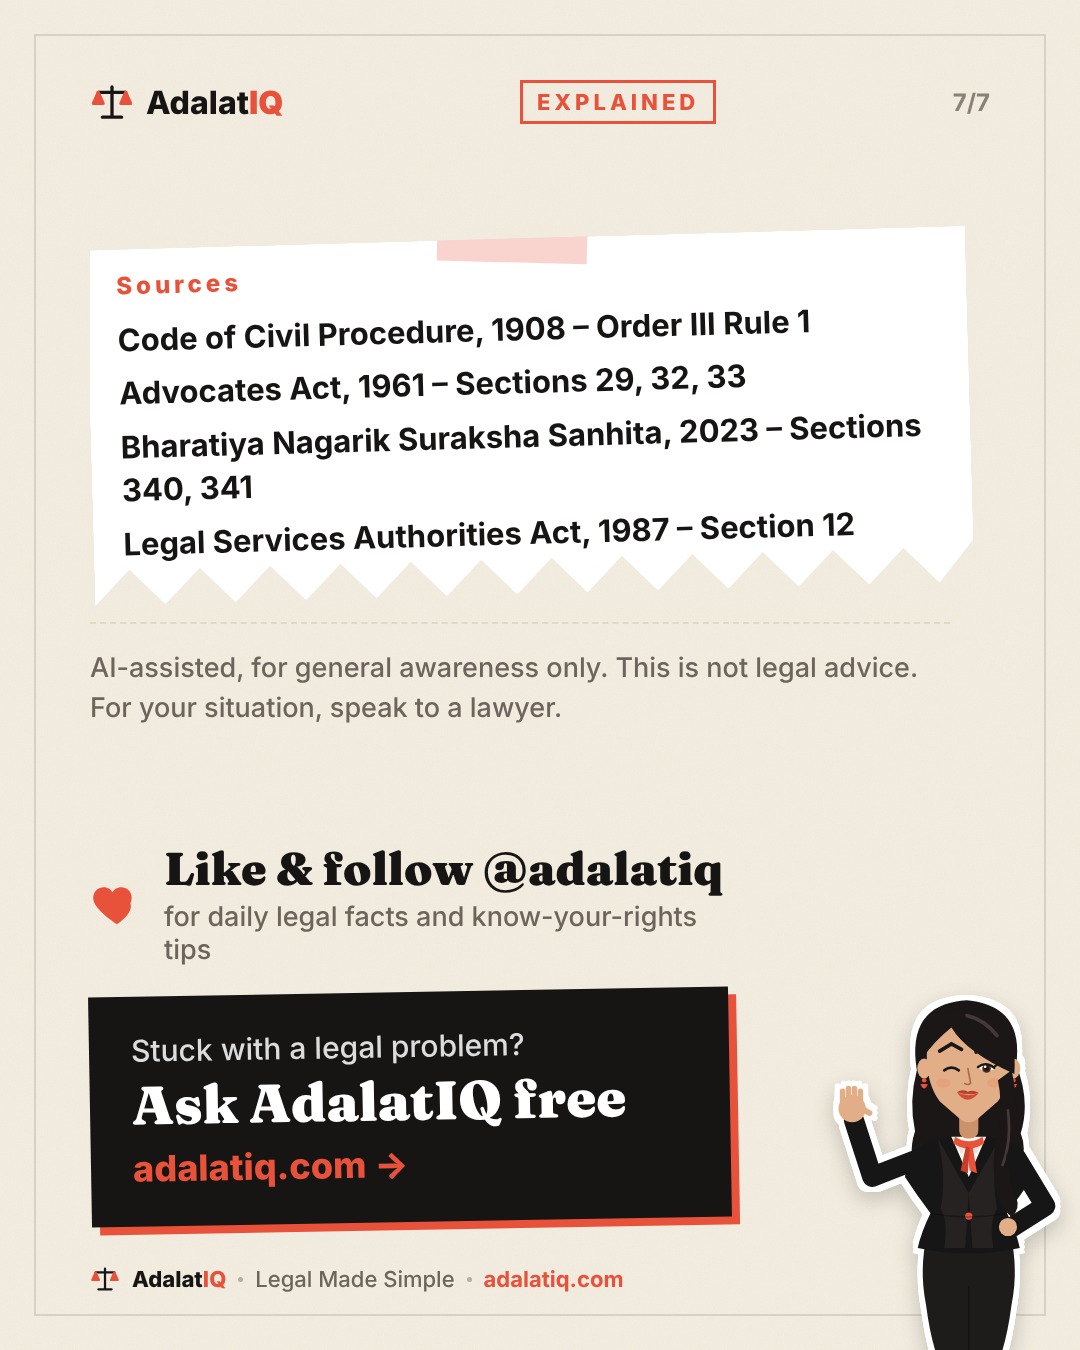 AdalatIQ
EXPLAINED
7/7
Sources
Code of Civil Procedure, 1908 – Order III Rule 1
Advocates Act, 1961 – Sections 29, 32, 33
Bharatiya Nagarik Suraksha Sanhita, 2023 – Sections
340, 341
Legal Services Authorities Act, 1987 – Section 12
AI-assisted, for general awareness only. This is not legal advice.
For your situation, speak to a lawyer.
Like & follow @adalatiq
for daily legal facts and know-your-rights
tips
Stuck with a legal problem?
Ask AdalatIQ free
adalatiq.com →
AdalatIQ • Legal Made Simple • adalatiq.com